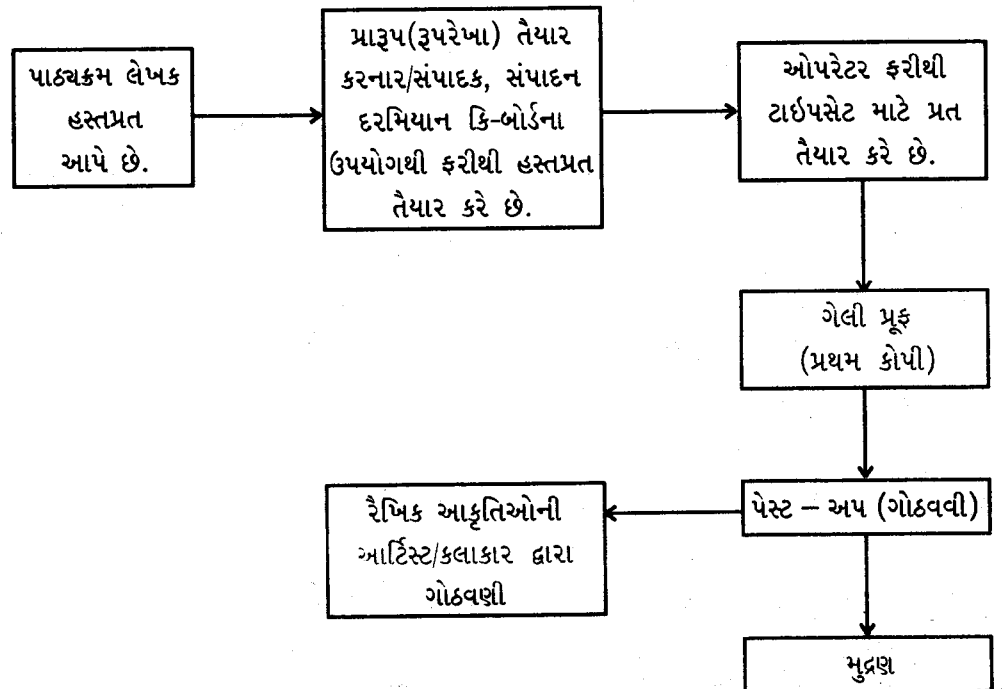 પાઠ્યક્રમ લેખક
હસ્તપ્રત
આપે છે.
પ્રારૂપ(રૂપરેખા) તૈયાર
કરનાર/સંપાદક, સંપાદન
દરમિયાન કિ-બોર્ડના
ઉપયોગથી ફરીથી હસ્તપ્રત
તૈયાર કરે છે.
ઓપરેટર ફરીથી
ટાઇપસેટ માટે પ્રત
તૈયાર કરે છે.
ગેલી પ્રૂફ
(પ્રથમ કોપી)
પેસ્ટ – અપ (ગોઠવવી)
રૈખિક આકૃતિઓની
આર્ટિસ્ટ/કલાકાર દ્વારા
ગોઠવણી
મુદ્રણ